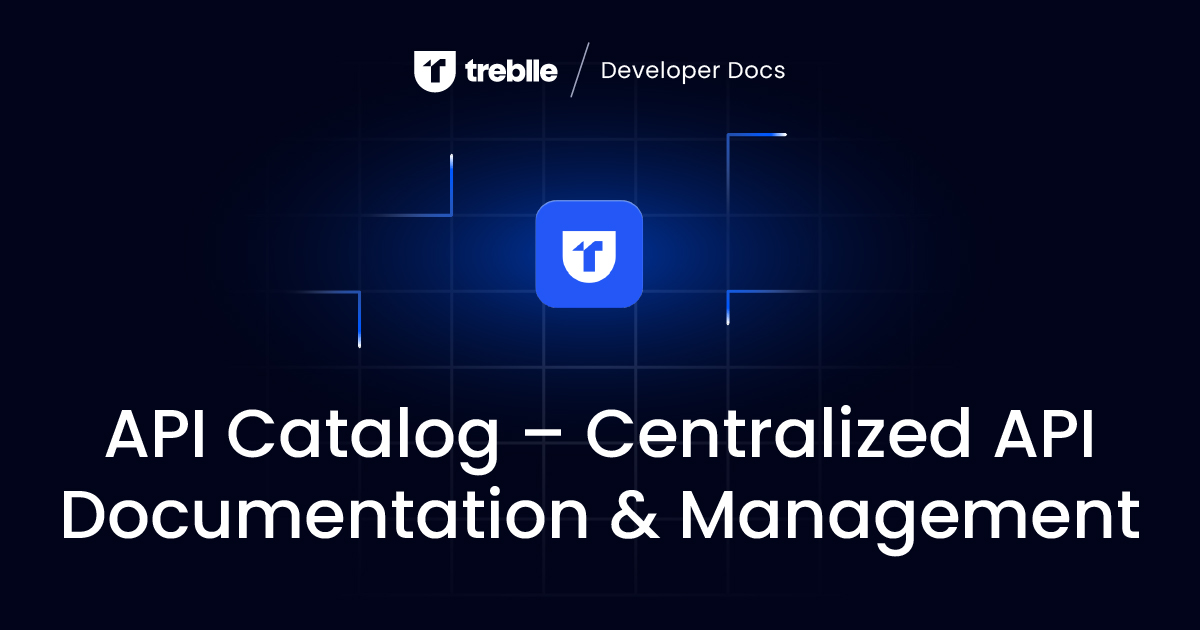 treblle / Developer Docs
API Catalog – Centralized API
Documentation & Management